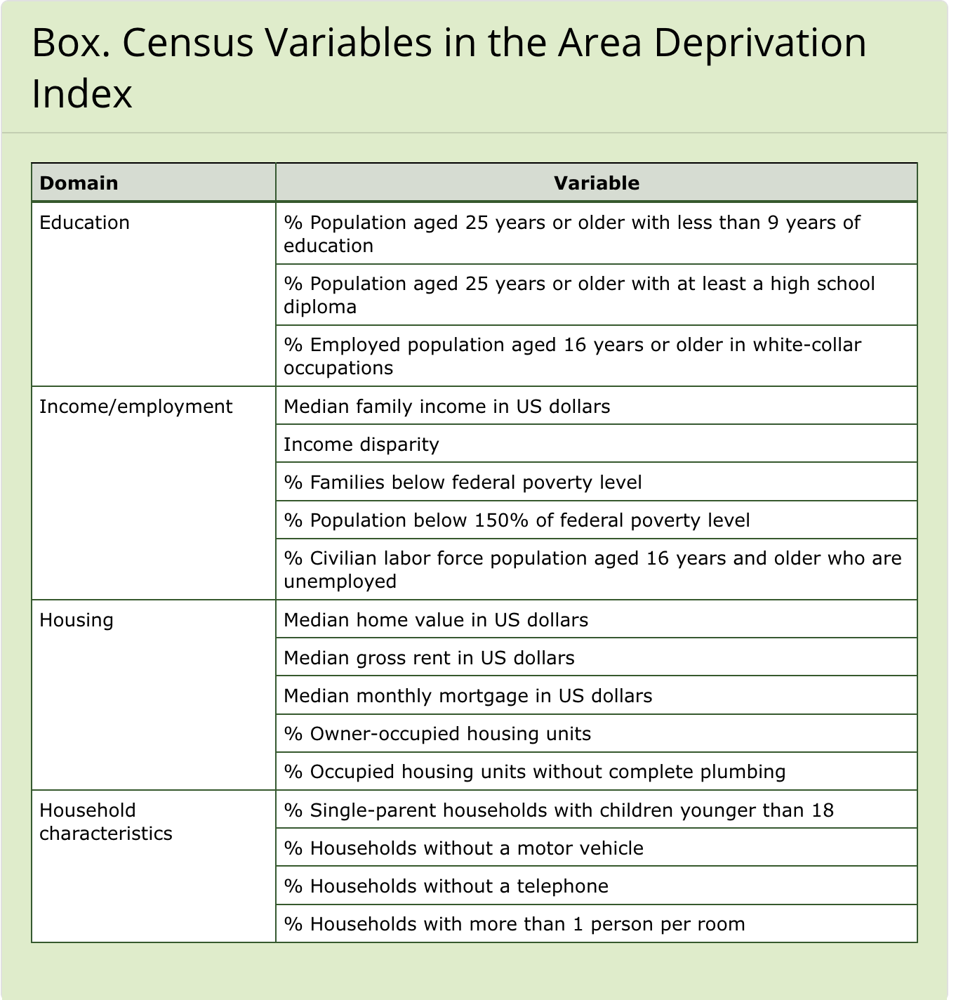 Box. Census Variables in the Area Deprivation
Index
Domain
Variable
Education
% Population aged 25 years or older with less than 9 years of
education
% Population aged 25 years or older with at least a high school
diploma
% Employed population aged 16 years or older in white-collar
occupations
Income/employment
Median family income in US dollars
Income disparity
% Families below federal poverty level
% Population below 150% of federal poverty level
% Civilian labor force population aged 16 years and older who are
unemployed
Housing
Median home value in US dollars
Median gross rent in US dollars
Median monthly mortgage in US dollars
% Owner-occupied housing units
% Occupied housing units without complete plumbing
Household
characteristics
% Single-parent households with children younger than 18
% Households without a motor vehicle
% Households without a telephone
% Households with more than 1 person per room